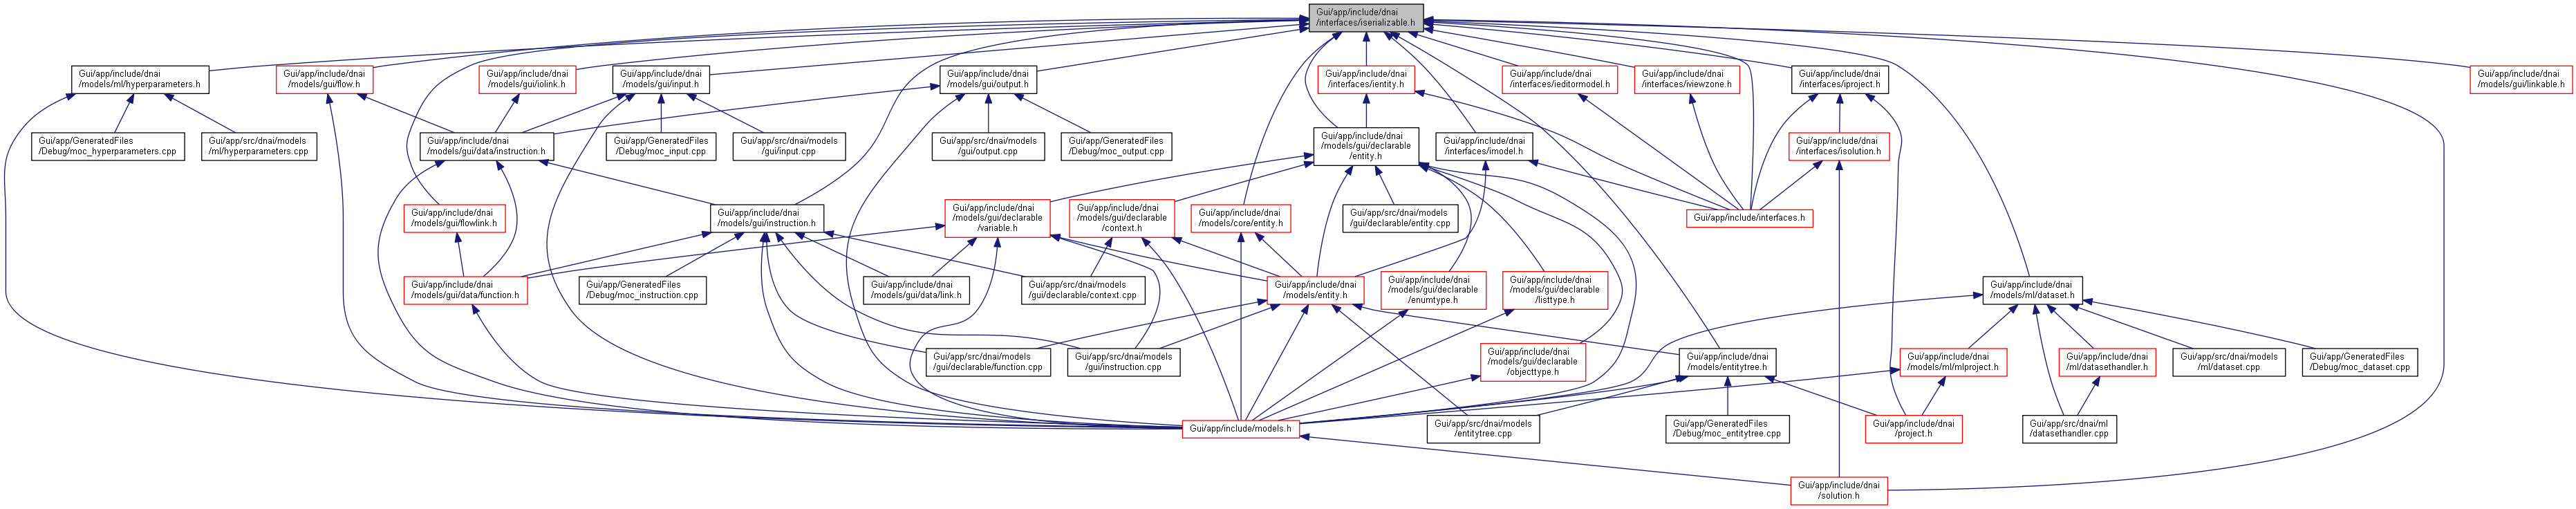 Gui/app/include/dnai
/interfaces/iserializable.h
Gui/app/include/dnai
/models/ml/hyperparameters.h
Gui/app/include/dnai
/models/gui/flow.h
Gui/app/include/dnai
/models/gui/iolink.h
Gui/app/include/dnai
/models/gui/input.h
Gui/app/include/dnai
/models/gui/output.h
Gui/app/include/dnai
/interfaces/ientity.h
Gui/app/include/dnai
/interfaces/ieditormodel.h
Gui/app/include/dnai
/interfaces/iviewzone.h
Gui/app/include/dnai
/interfaces/iproject.h
Gui/app/include/dnai
/models/gui/linkable.h
Gui/app/GeneratedFiles
/Debug/moc_hyperparameters.cpp
Gui/app/src/dnai/models
/ml/hyperparameters.cpp
Gui/app/include/dnai
/models/gui/data/instruction.h
Gui/app/GeneratedFiles
/Debug/moc_input.cpp
Gui/app/src/dnai/models
/gui/input.cpp
Gui/app/src/dnai/models
/gui/output.cpp
Gui/app/GeneratedFiles
/Debug/moc_output.cpp
Gui/app/include/dnai
/models/gui/declarable
/entity.h
Gui/app/include/dnai
/interfaces/imodel.h
Gui/app/include/dnai
/interfaces/isolution.h
Gui/app/include/dnai
/models/gui/flowlink.h
Gui/app/include/dnai
/models/gui/instruction.h
Gui/app/include/dnai
/models/gui/declarable
/variable.h
Gui/app/include/dnai
/models/gui/declarable
/context.h
Gui/app/include/dnai
/models/core/entity.h
Gui/app/src/dnai/models
/gui/declarable/entity.cpp
Gui/app/include/interfaces.h
Gui/app/include/dnai
/models/gui/data/function.h
Gui/app/GeneratedFiles
/Debug/moc_instruction.cpp
Gui/app/include/dnai
/models/gui/data/link.h
Gui/app/src/dnai/models
/gui/declarable/context.cpp
Gui/app/include/dnai
/models/entity.h
Gui/app/include/dnai
/models/gui/declarable
/enumtype.h
Gui/app/include/dnai
/models/gui/declarable
/listtype.h
Gui/app/include/dnai
/models/ml/dataset.h
Gui/app/src/dnai/models
/gui/declarable/function.cpp
Gui/app/src/dnai/models
/gui/instruction.cpp
Gui/app/include/dnai
/models/gui/declarable
/objecttype.h
Gui/app/include/dnai
/models/entitytree.h
Gui/app/include/dnai
/models/ml/mlproject.h
Gui/app/include/dnai
/ml/datasethandler.h
Gui/app/src/dnai/models
/ml/dataset.cpp
Gui/app/GeneratedFiles
/Debug/moc_dataset.cpp
Gui/app/include/models.h
Gui/app/src/dnai/models
/entitytree.cpp
Gui/app/GeneratedFiles
/Debug/moc_entitytree.cpp
Gui/app/include/dnai
/project.h
Gui/app/src/dnai/ml
/datasethandler.cpp
Gui/app/include/dnai
/solution.h